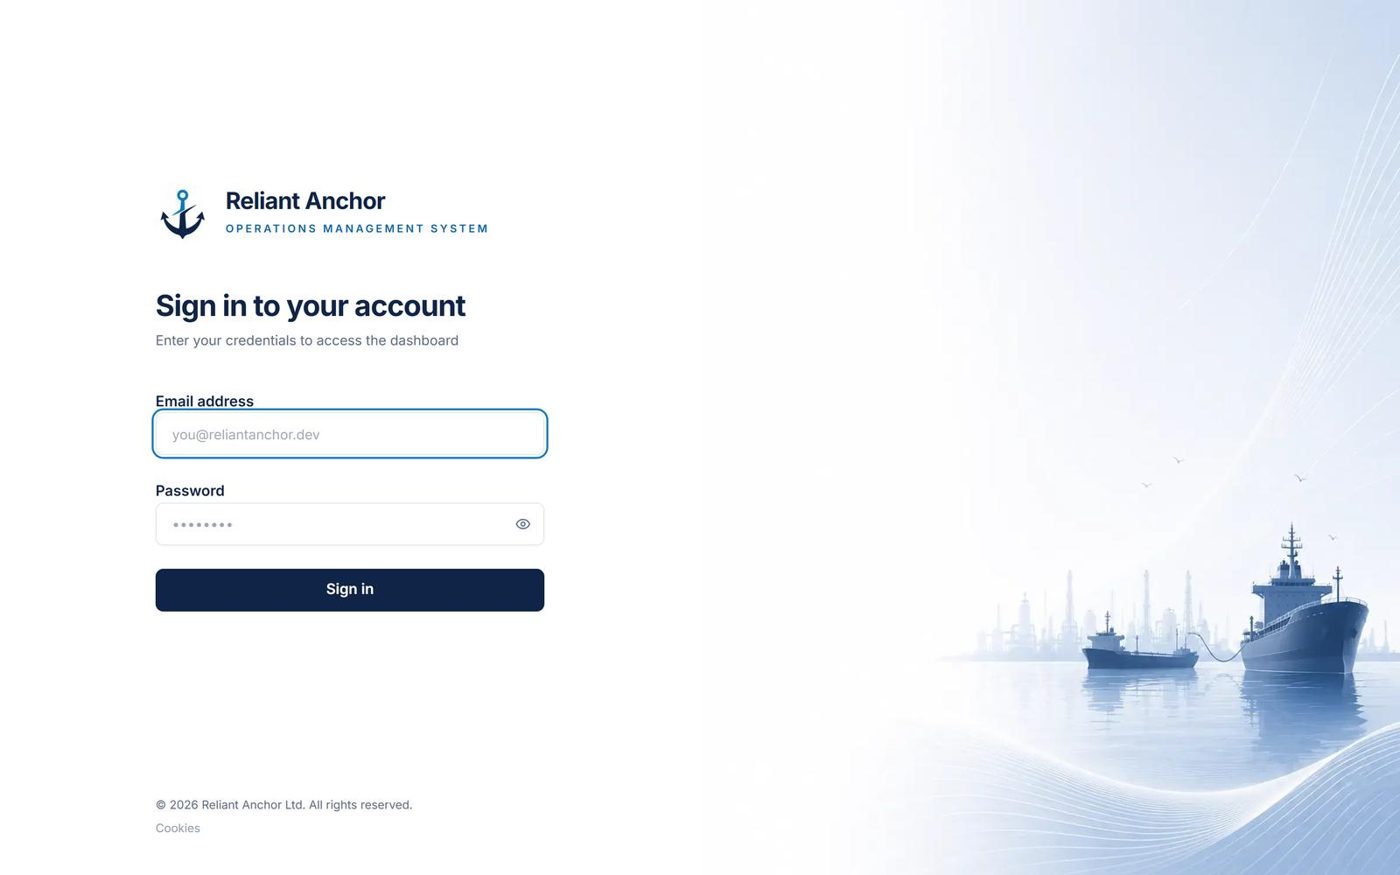 Reliant Anchor
OPERATIONS MANAGEMENT SYSTEM
Sign in to your account
Enter your credentials to access the dashboard
Email address
you@reliantanchor.dev
Password
••••••••
Sign in
© 2026 Reliant Anchor Ltd. All rights reserved.
Cookies